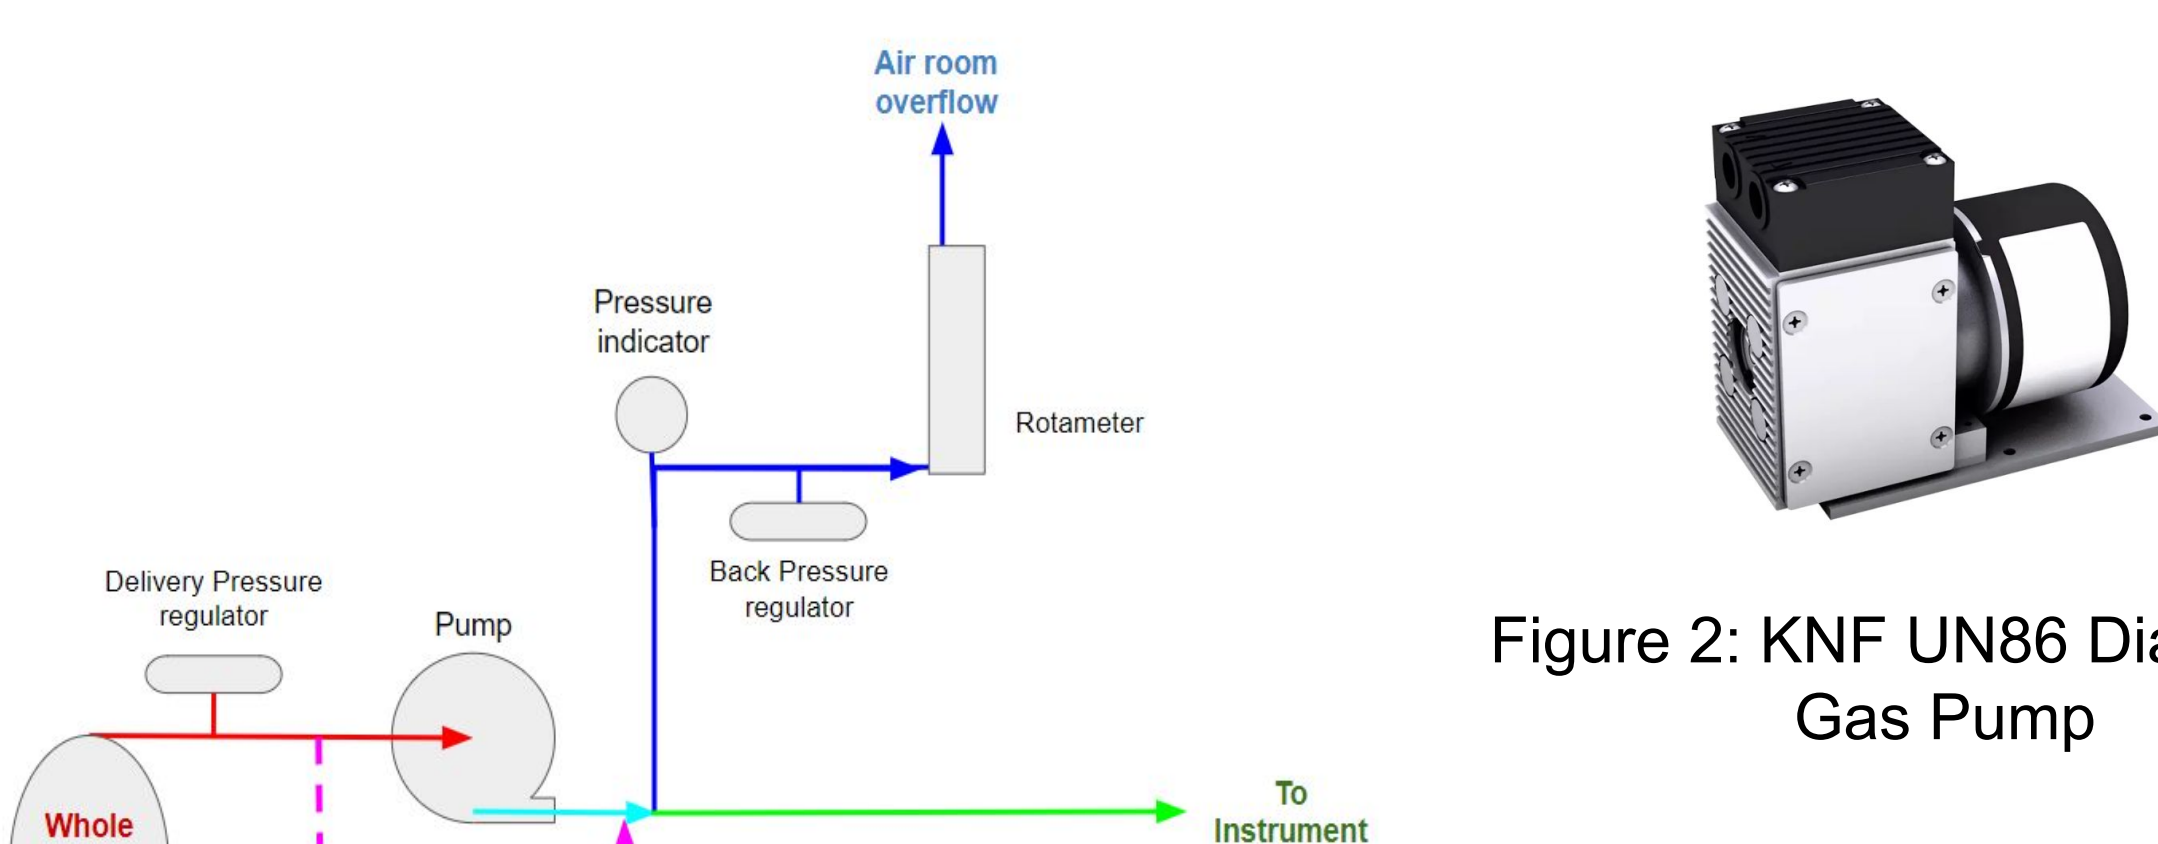 Air room
overflow
Pressure
indicator
Rotameter
Back Pressure
regulator
Delivery Pressure
regulator
Pump
Whole
To
Instrument
Figure 2: KNF UN86
Gas Pump